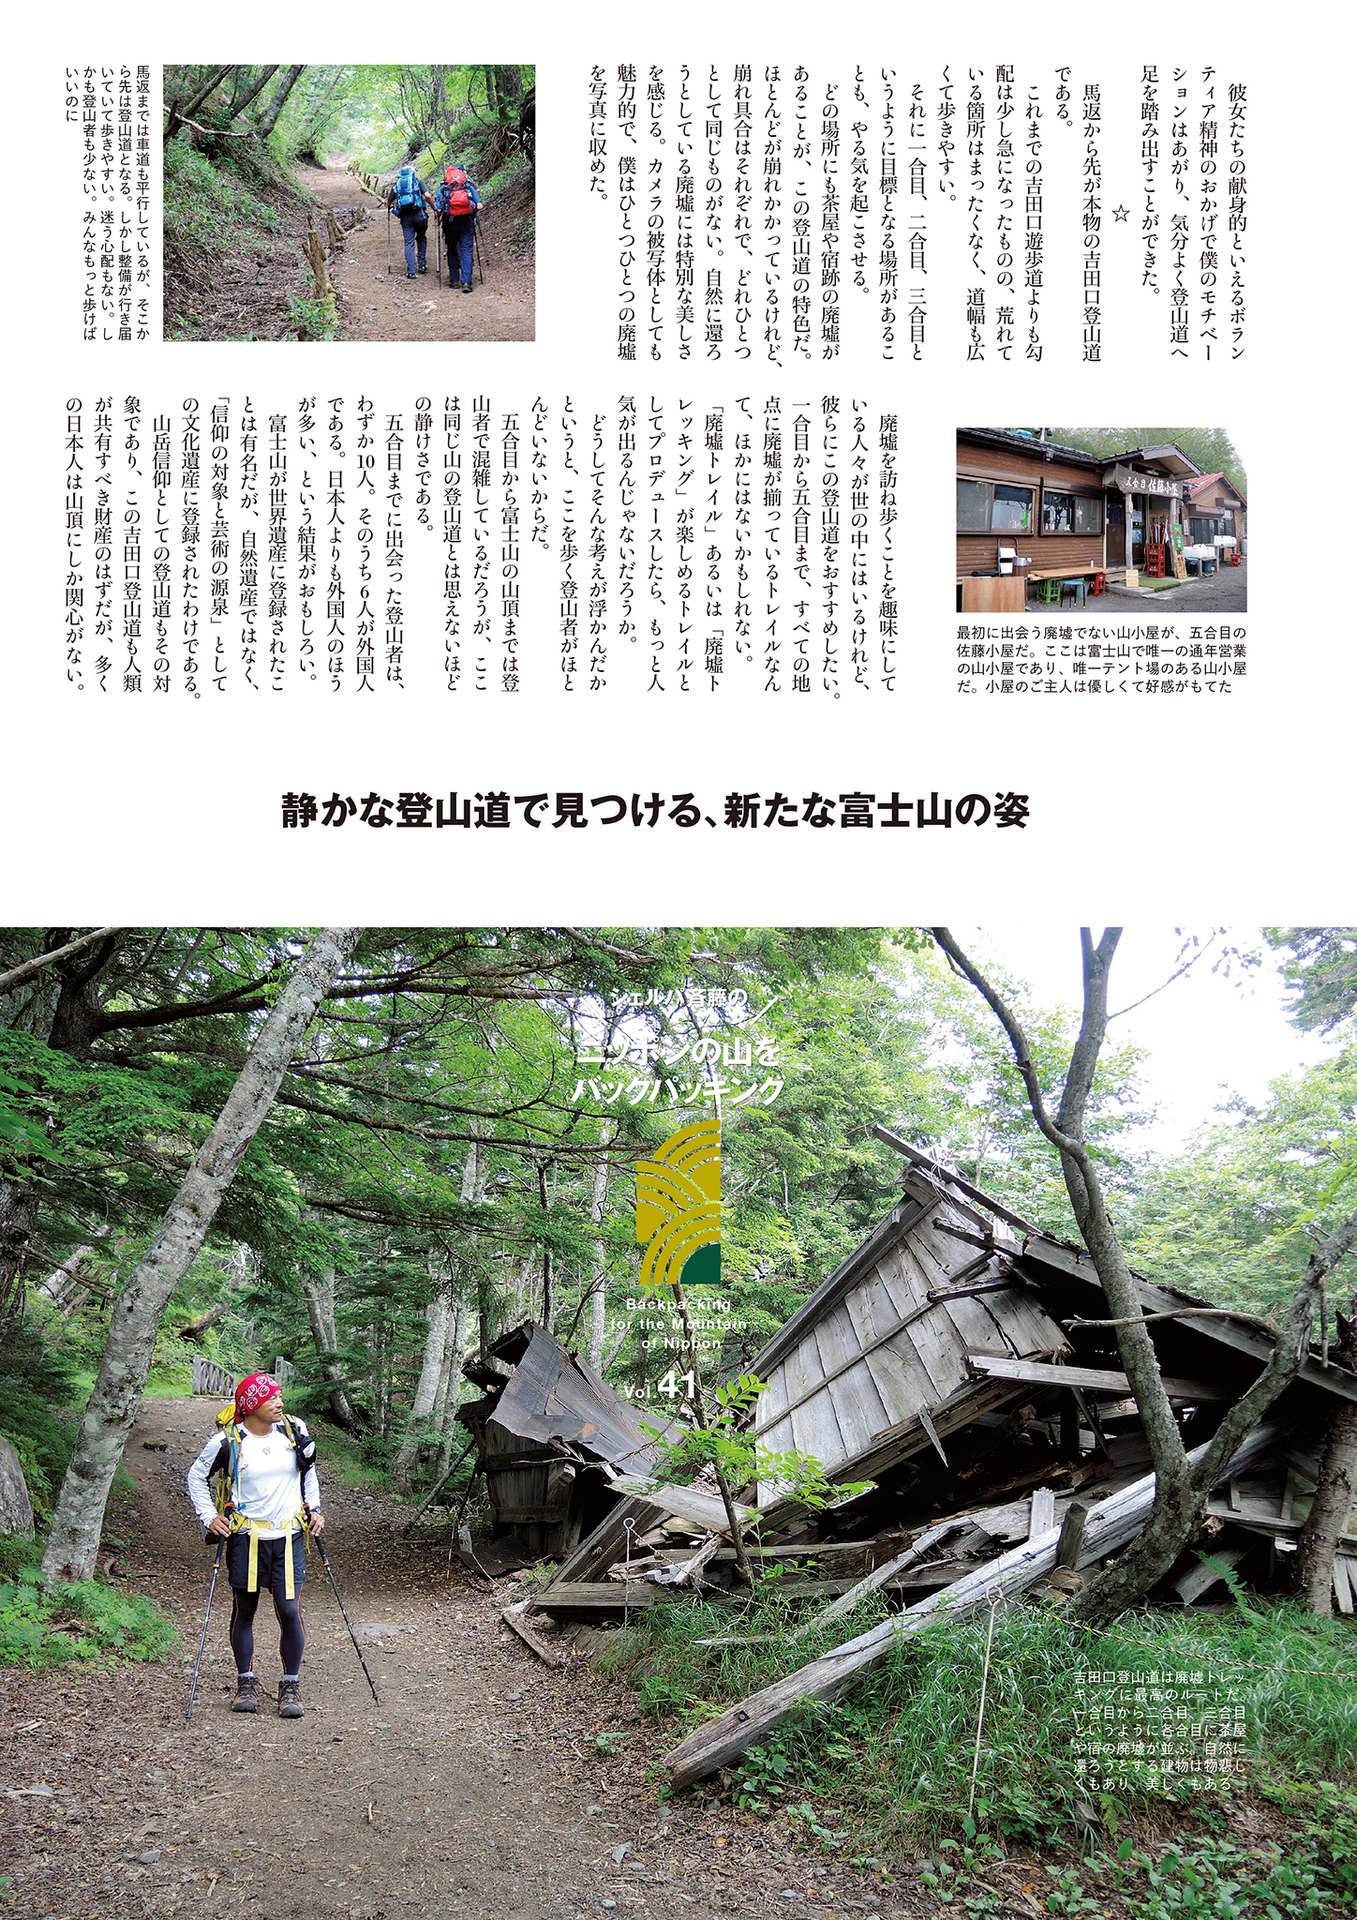 彼女たちの献身的といえるボラン
ティア精神のおかげで僕のモチベー
ションはあがり、気分よく登山道へ
足を踏み出すことができた。
☆
馬返から先が本物の吉田口登山道
である。
これまでの吉田口遊歩道よりも勾
配は少し急になったものの、荒れて
いる箇所はまったくなく、道幅も広
くて歩きやすい。
それに一合目、二合目、三合目と
いうように目標となる場所があるこ
とも、やる気を起こさせる。
どの場所にも茶屋や宿跡の廃墟が
あることが、この登山道の特色だ。
ほとんどが崩れかかっているけれど、
崩れ具合はそれぞれで、どれひとつ
として同じものがない。自然に還ろ
うとしている廃墟には特別な美しさ
を感じる。カメラの被写体としても
魅力的で、僕はひとつひとつの廃墟
を写真に収めた。
馬返までは車道も平行しているが、そこか
ら先は登山道となる。しかし整備が行き届
いていて歩きやすい。迷う心配もない。し
かも登山者も少ない。みんなもっと歩けば
いいのに
五合目 佐藤小屋
最初に出会う廃墟でない山小屋が、五合目の
佐藤小屋だ。ここは富士山で唯一の通年営業
の山小屋であり、唯一テント場のある山小屋
だ。小屋のご主人は優しくて好感がもてた
廃墟を訪ね歩くことを趣味にして
いる人々が世の中にはいるけれど、
彼らにこの登山道をおすすめしたい。
一合目から五合目まで、すべての地
点に廃墟が揃っているトレイルなん
て、ほかにはないかもしれない。
「廃墟トレイル」あるいは「廃墟ト
レッキング」が楽しめるトレイルと
してプロデュースしたら、もっと人
気が出るんじゃないだろうか。
どうしてそんな考えが浮かんだか
というと、ここを歩く登山者がほと
んどいないからだ。
五合目から富士山の山頂までは登
山者で混雑しているだろうが、ここ
は同じ山の登山道とは思えないほど
の静けさである。
五合目までに出会った登山者は、
わずか10人。そのうち6人が外国人
である。日本人よりも外国人のほう
が多い、という結果がおもしろい。
富士山が世界遺産に登録されたこ
とは有名だが、自然遺産ではなく、
「信仰の対象と芸術の源泉」として
の文化遺産に登録されたわけである。
山岳信仰としての登山道もその対
象であり、この吉田口登山道も人類
が共有すべき財産のはずだが、多く
の日本人は山頂にしか関心がない。
静かな登山道で見つける、新たな富士山の姿
シェルパ斉藤の
ニッポンの山を
バックパッキング
Backpacking
for the Mountain
of Nippon
Vol.41
吉田口登山道は廃墟トレッ
キングに最高のルートだ。
一合目から二合目、三合目
というように各合目に茶屋
や宿の廃墟が並ぶ。自然に
還ろうとする建物は物悲し
くもあり、美しくもある